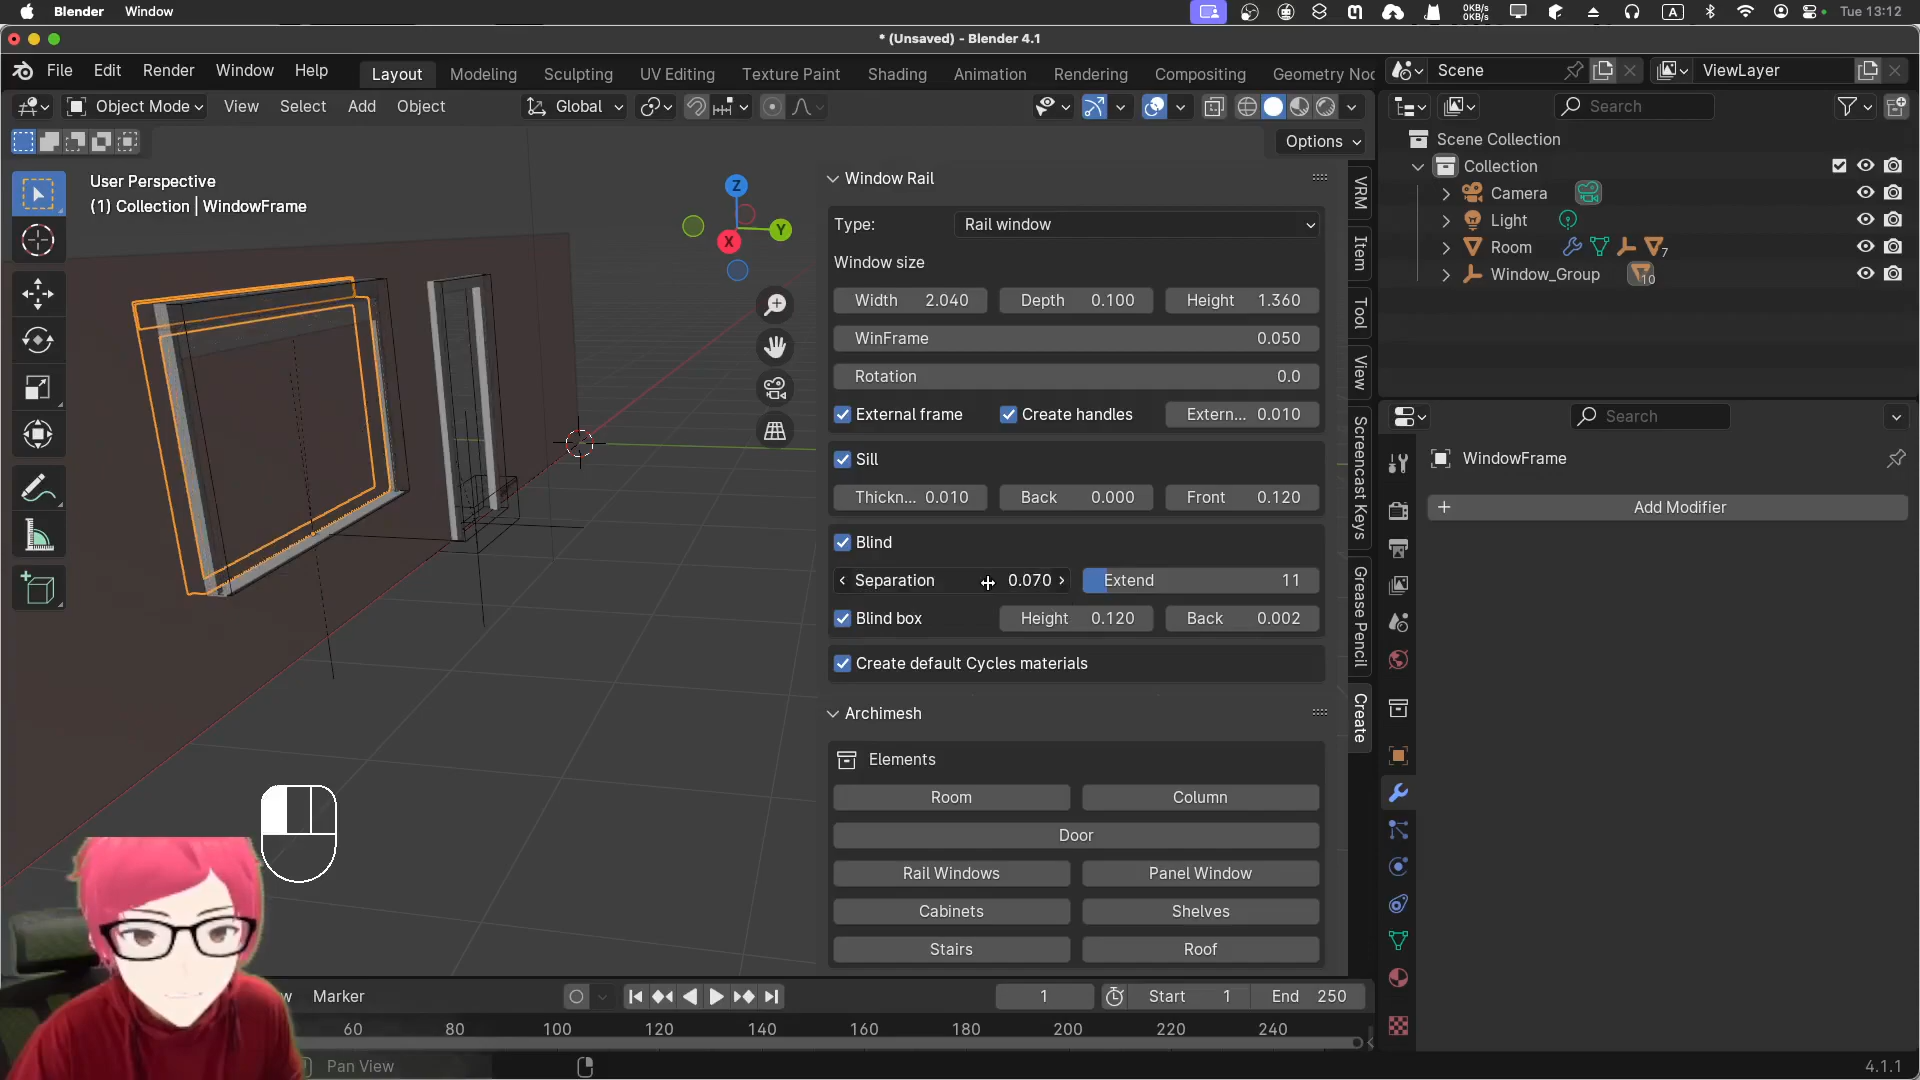 Blender Window 0KB/s 0KB/s A Tue 13:12
* (Unsaved) - Blender 4.1
File Edit Render Window Help Layout Modeling Sculpting UV Editing Texture Paint Shading Animation Rendering Compositing Geometry Noc Scene ViewLayer
Object Mode View Select Add Object Global Search
Options
User Perspective
(1) Collection | WindowFrame
Z
Y
X
Window Rail
Type: Rail window
Window size
Width 2.040 Depth 0.100 Height 1.360
WinFrame 0.050
Rotation 0.0
External frame Create handles Extern... 0.010
Sill
Thickn... 0.010 Back 0.000 Front 0.120
Blind
Separation 0.070 Extend 11
Blind box Height 0.120 Back 0.002
Create default Cycles materials
Archimesh
Elements
Room Column
Door
Rail Windows Panel Window
Cabinets Shelves
Stairs Roof
VRM
Item
Tool
View
Screencast Keys
Grease Pencil
Create
Scene Collection
Collection
Camera
Light
Room 7
Window_Group 10
Search
WindowFrame
Add Modifier
w Marker 1 Start 1 End 250
60 80 100 120 140 160 180 200 220 240
Pan View 4.1.1